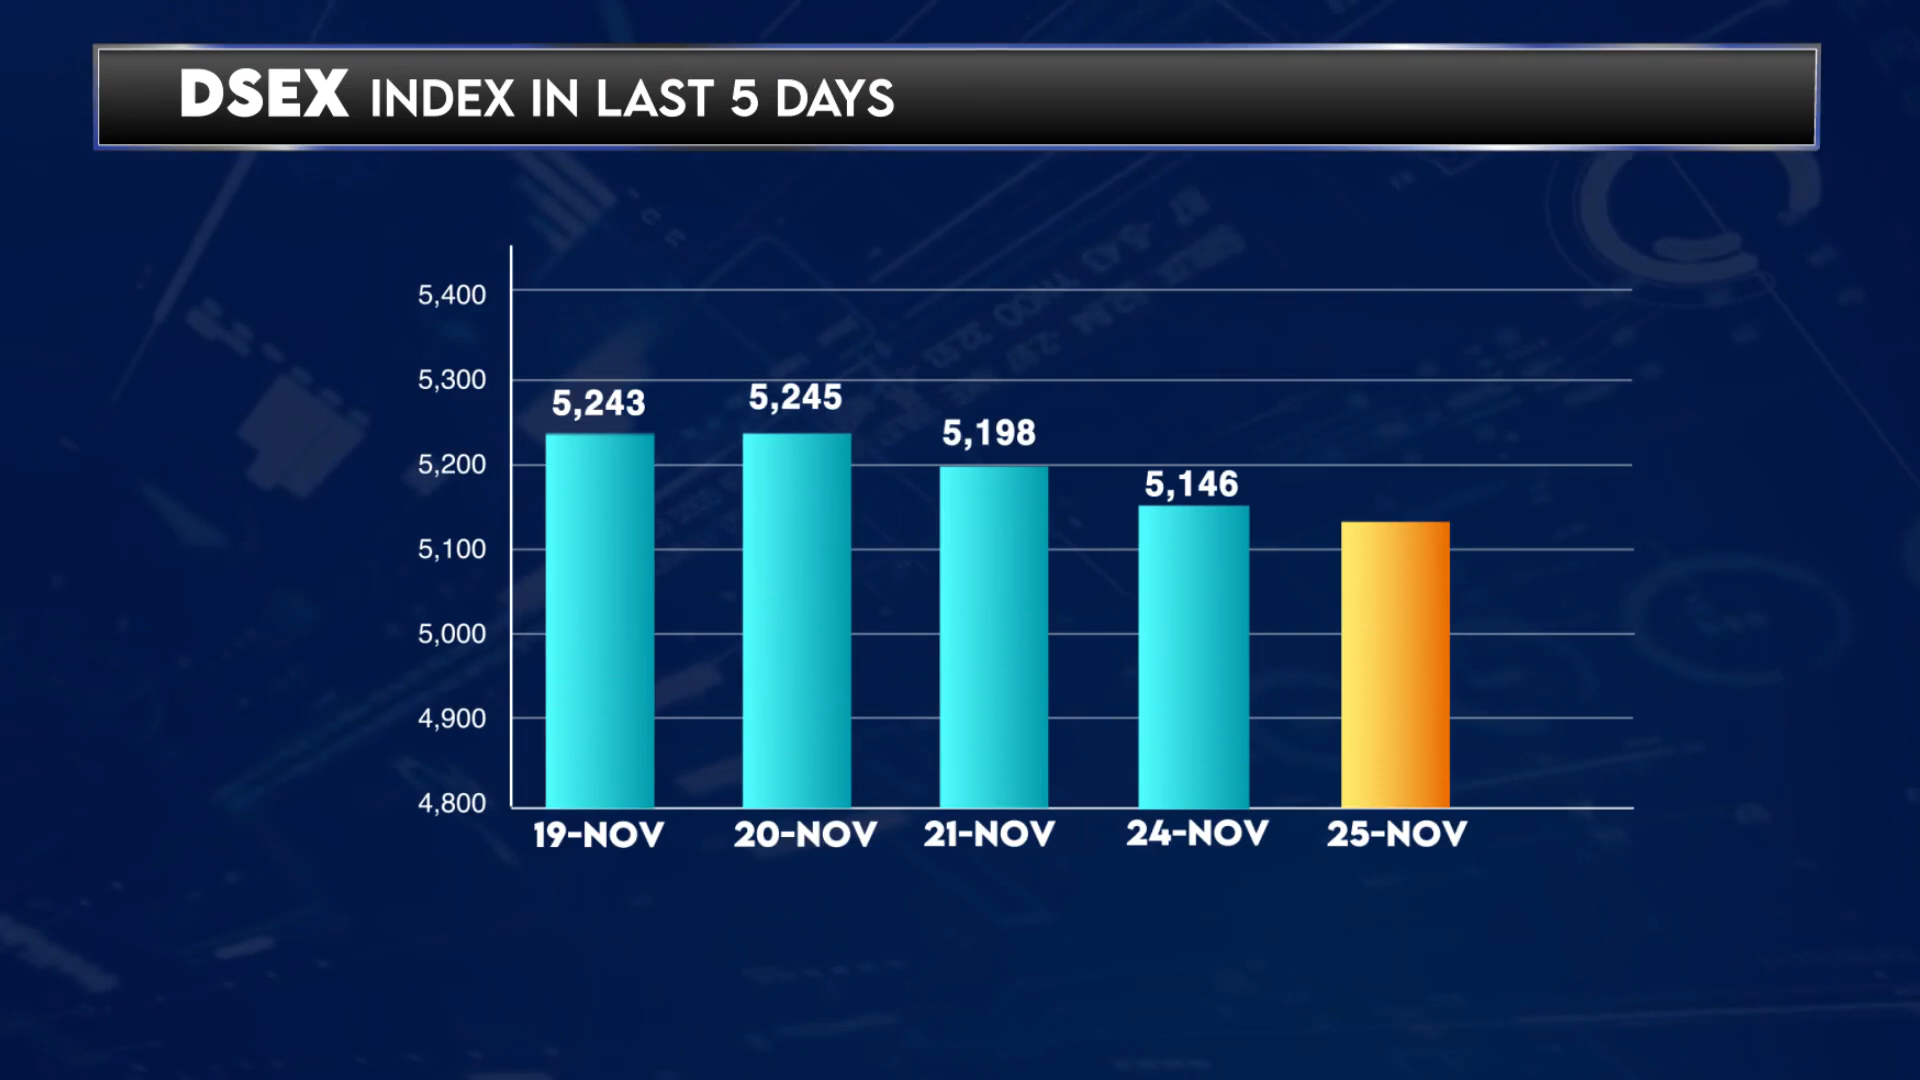 DSEX INDEX IN LAST 5 DAYS
5,400
5,300
5,200
5,100
5,000
4,900
4,800
5,243
5,245
5,198
5,146
19-NOV
20-NOV
21-NOV
24-NOV
25-NOV